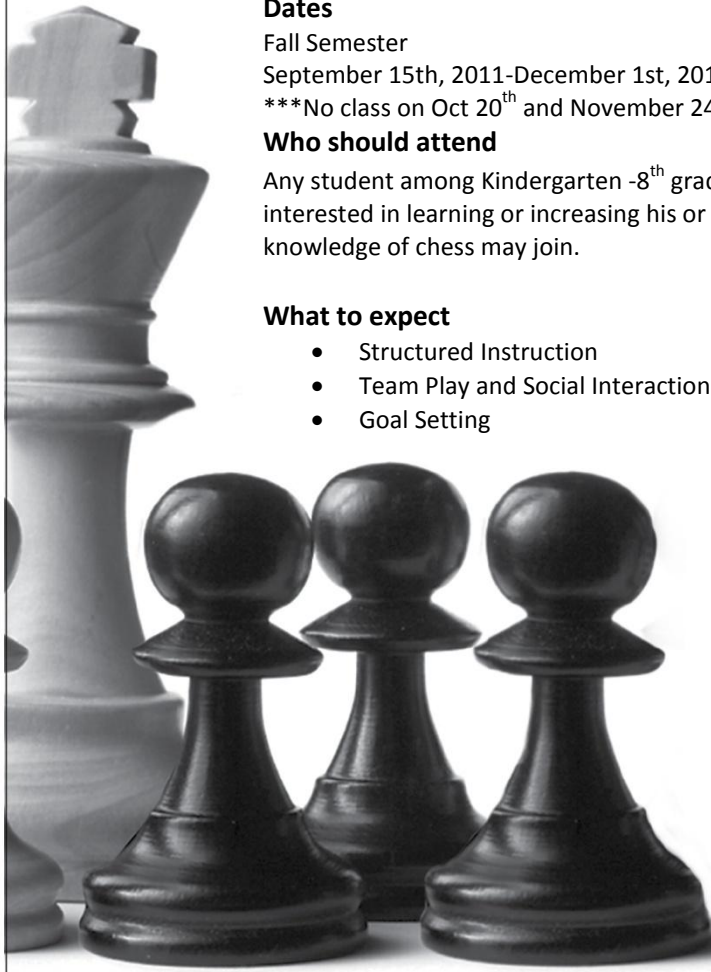 Dates
Fall Semester
September 15th, 2011-December 1st,
***No class on Oct 20th and November
Who should attend
Any student among Kindergarten -8th
interested in learning or increasing his or
knowledge of chess may join.
What to expect
• Structured Instruction
• Team Play and Social Interaction
• Goal Setting